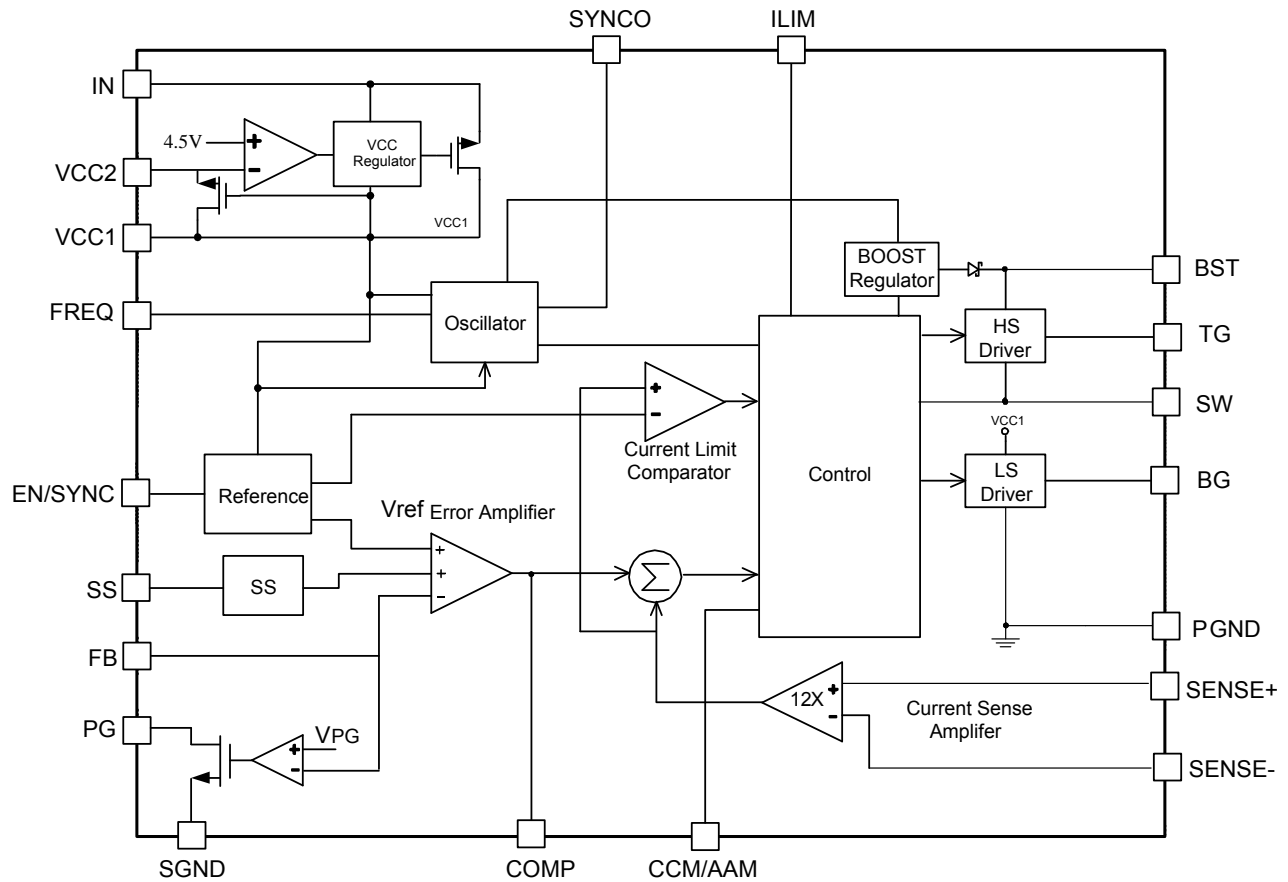 SYNCO
ILIM
IN
4.5V
+
-
VCC
Regulator
VCC2
VCC1
VCC1
FREQ
Oscillator
BOOST
Regulator
BST
HS
Driver
TG
SW
+
-
Current Limit
Comparator
Control
VCC1
LS
Driver
BG
EN/SYNC
Reference
Vref Error Amplifier
+
+
-
SS
SS
Σ
FB
PGND
PG
VPG
+
-
12X
+
-
Current Sense
Amplifer
SENSE+
SENSE-
SGND
COMP
CCM/AAM